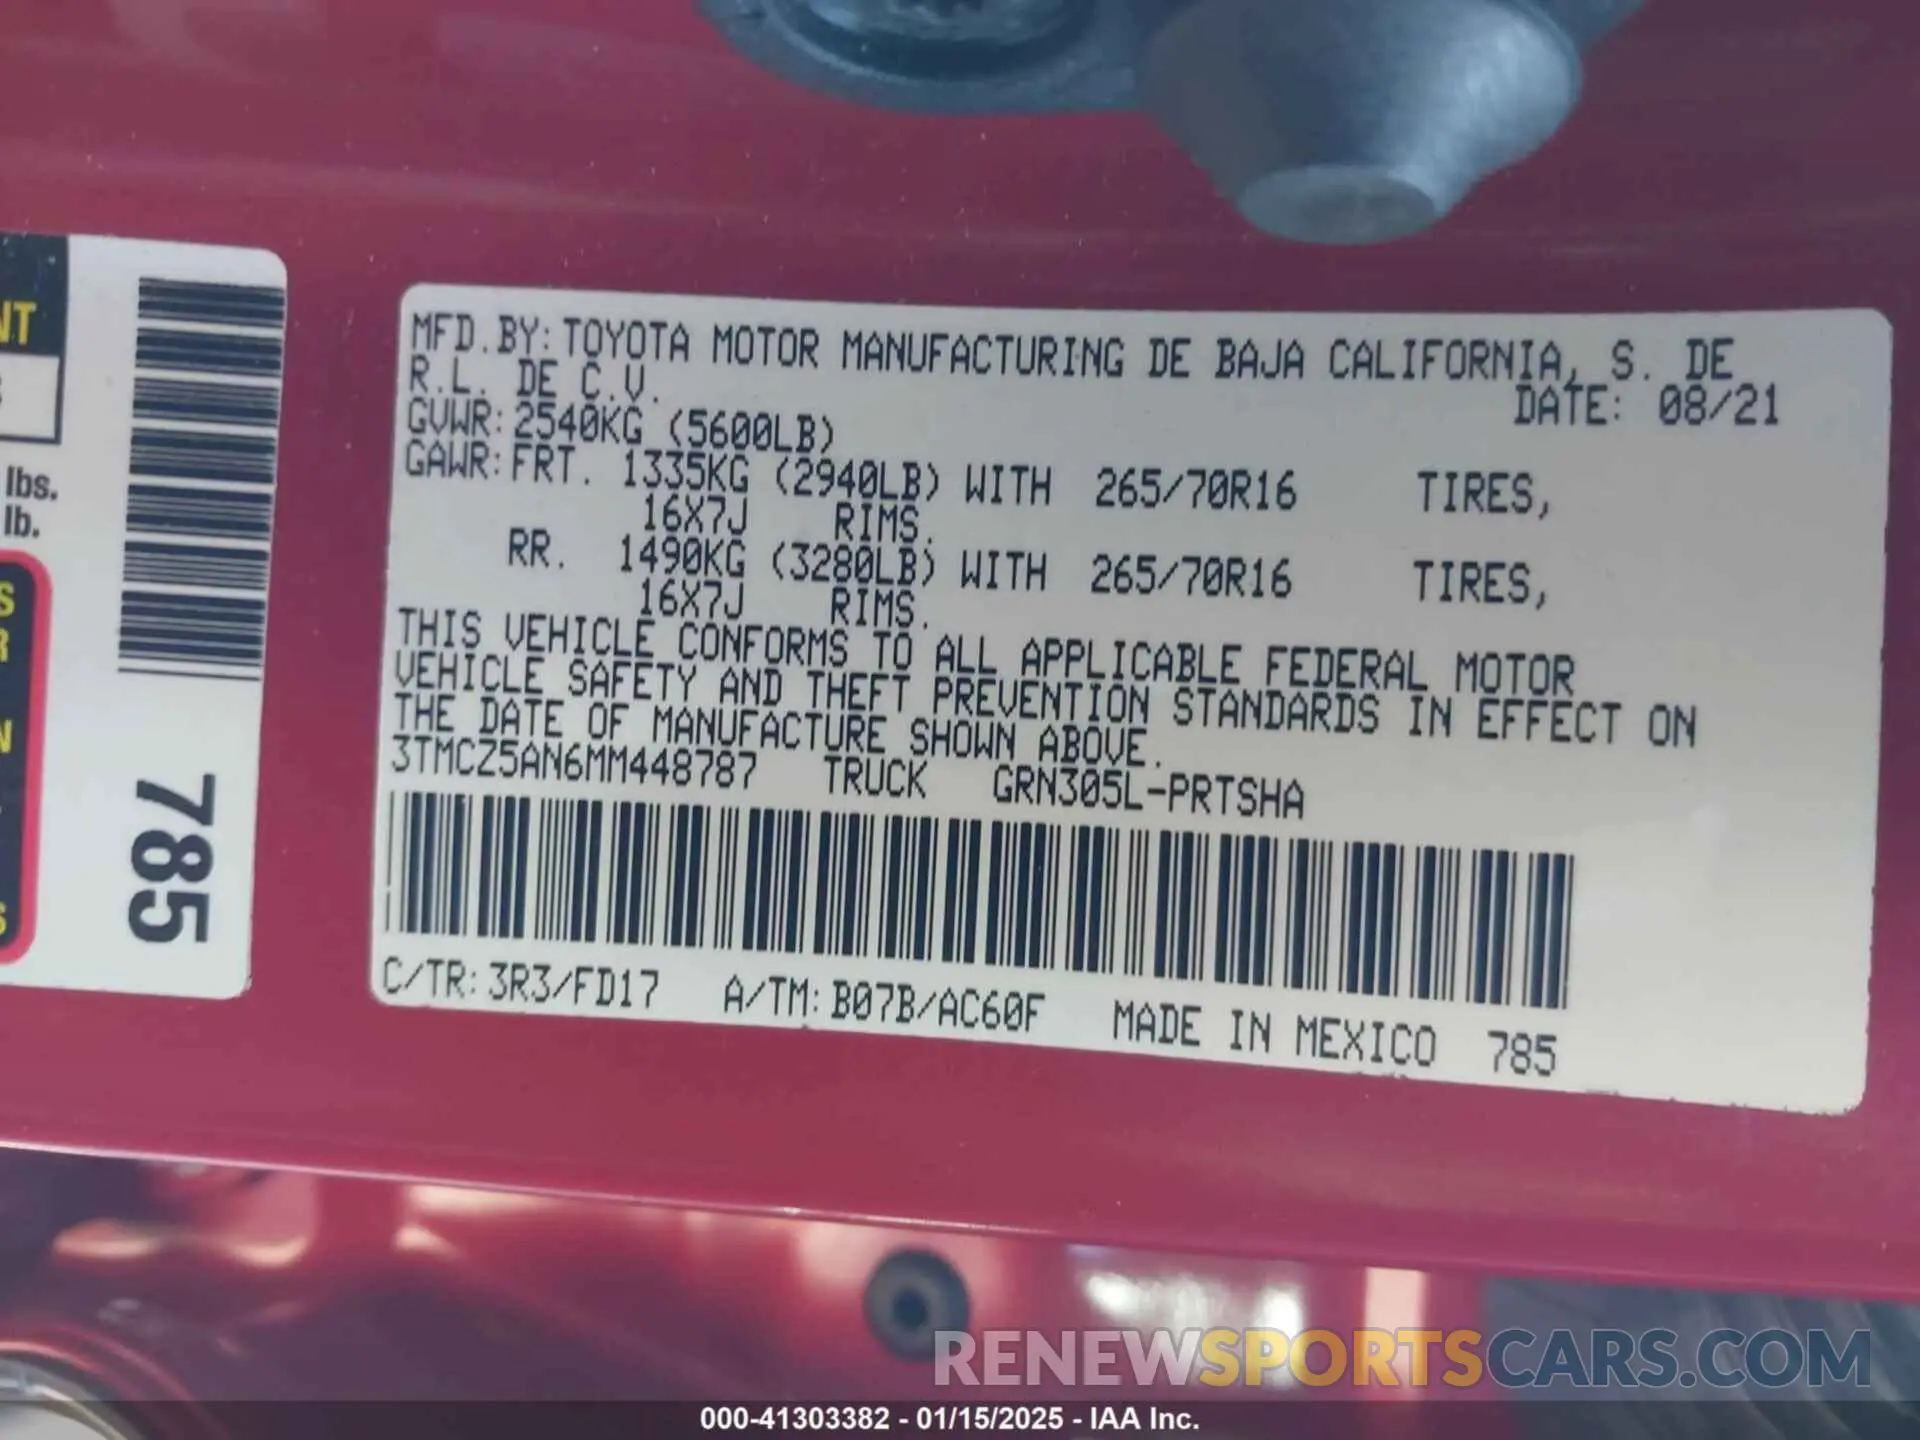 NT
lbs.
lb.
S
R
N
S
785
MFD.BY: TOYOTA MOTOR MANUFACTURING DE BAJA CALIFORNIA, S. DE
R.L. DE C.V.
DATE: 08/21
GVWR: 2540KG (5600LB)
GAWR: FRT. 1335KG (2940LB) WITH 265/70R16 TIRES,
16X7J RIMS.
RR. 1490KG (3280LB) WITH 265/70R16 TIRES,
16X7J RIMS.
THIS VEHICLE CONFORMS TO ALL APPLICABLE FEDERAL MOTOR
VEHICLE SAFETY AND THEFT PREVENTION STANDARDS IN EFFECT ON
THE DATE OF MANUFACTURE SHOWN ABOVE.
3TMCZ5AN6MM448787 TRUCK GRN305L-PRTSHA
C/TR: 3R3/FD17 A/TM: B07B/AC60F MADE IN MEXICO 785
RENEWSPORTSCARS.COM
000-41303382 - 01/15/2025 - IAA Inc.